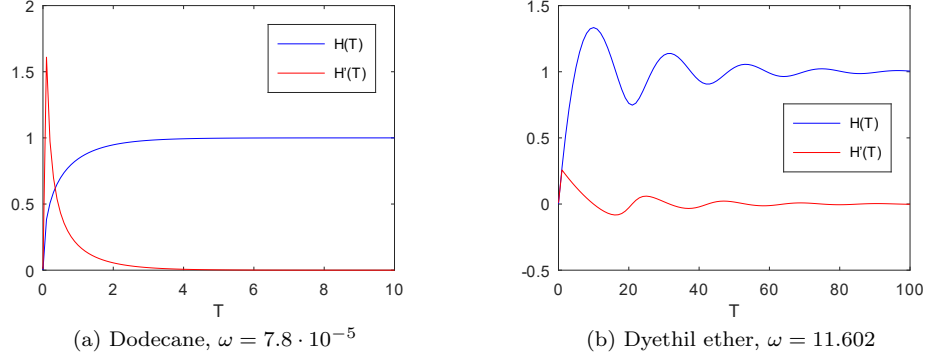 2
1.5
1
0.5
0
0 2 4 6 8 10
T
H(T)
H'(T)
(a) Dodecane, ω = 7.8 · 10⁻⁵
1.5
1
0.5
0
-0.5
0 20 40 60 80 100
T
H(T)
H'(T)
(b) Dyethil ether, ω = 11.602